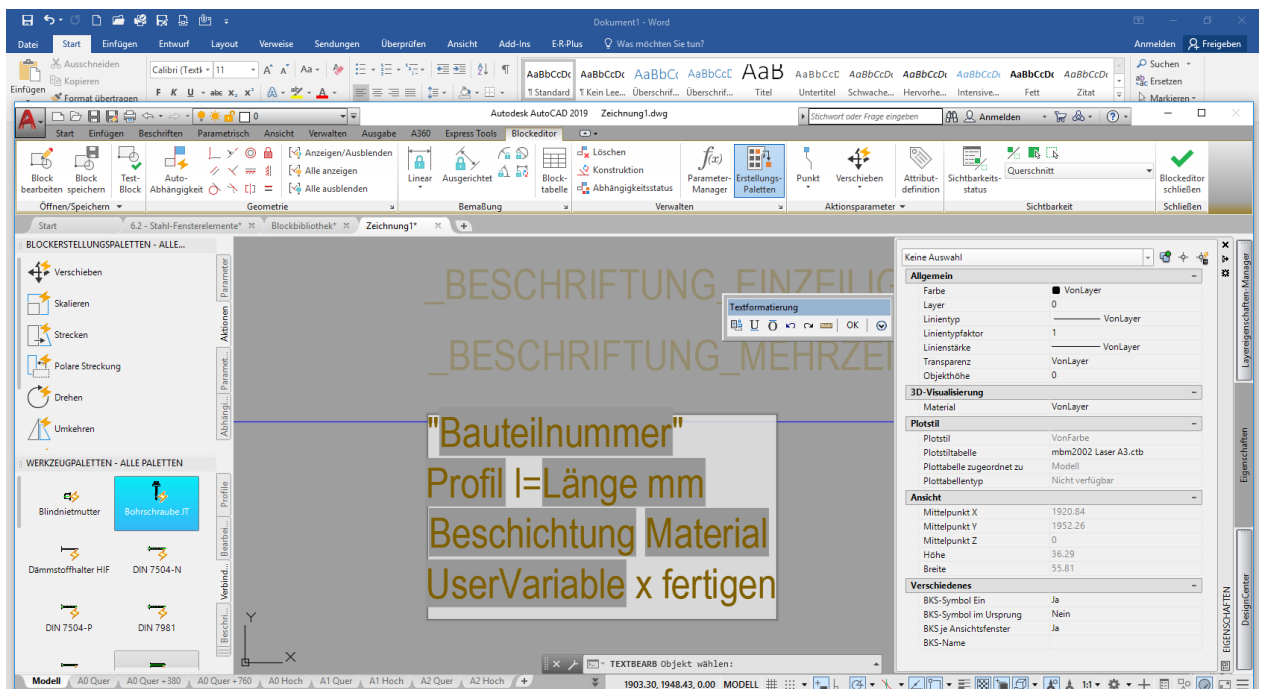 Dokument1 - Word
Datei Start Einfügen Entwurf Layout Verweise Sendungen Überprüfen Ansicht Add-Ins E-R-Plus Was möchten Sie tun? Anmelden Freigeben
Ausschneiden Calibri (Textk 11 Suchen
Kopieren Ersetzen
Einfügen Format übertragen F K U abc x₂ x² ¶ Standard ¶ Kein Lee... Überschrif... Überschrif... Titel Untertitel Schwache... Hervorhe... Intensive... Fett Zitat Markieren
Autodesk AutoCAD 2019 Zeichnung1.dwg Stichwort oder Frage eingeben Anmelden
Start Einfügen Beschriften Parametrisch Ansicht Verwalten Ausgabe A360 Express Tools Blockeditor
Anzeigen/Ausblenden Löschen
Alle anzeigen Konstruktion Querschnitt
Alle ausblenden Abhängigkeitsstatus
Block bearbeiten Block speichern Test-Block Auto-Abhängigkeit Linear Ausgerichtet Block-tabelle Parameter-Manager Erstellungs-Paletten Punkt Verschieben Attribut-definition Sichtbarkeits-status Blockeditor schließen
Öffnen/Speichern Geometrie Bemaßung Verwalten Aktionsparameter Sichtbarkeit Schließen
Start 6.2 - Stahl-Fensterelemente* Blockbibliothek* Zeichnung1*
BLOCKERSTELLUNGSPALETTEN - ALLE...
Verschieben
Skalieren
Strecken
Polare Streckung
Drehen
Umkehren
Parameter
Aktionen
Paramet...
Abhängi...
WERKZEUGPALETTEN - ALLE PALETTEN
Blindnietmutter Bohrschraube JT
Dämmstoffhalter HIF DIN 7504-N
DIN 7504-P DIN 7981
Profile
Bearbei...
Verbind...
Beschri...
_BESCHRIFTUNG_EINZEILIG
_BESCHRIFTUNG_MEHRZEI
Textformatierung
OK
"Bauteilnummer"
Profil l=Länge mm
Beschichtung Material
UserVariable x fertigen
Y
X
Keine Auswahl
Allgemein
Farbe VonLayer
Layer 0
Linientyp VonLayer
Linientypfaktor 1
Linienstärke VonLayer
Transparenz VonLayer
Objekthöhe 0
3D-Visualisierung
Material VonLayer
Plotstil
Plotstil VonFarbe
Plotstiltabelle mbm2002 Laser A3.ctb
Plottabelle zugeordnet zu Modell
Plottabellentyp Nicht verfügbar
Ansicht
Mittelpunkt X 1920.84
Mittelpunkt Y 1952.26
Mittelpunkt Z 0
Höhe 36.29
Breite 55.81
Verschiedenes
BKS-Symbol Ein Ja
BKS-Symbol im Ursprung Nein
BKS je Ansichtsfenster Ja
BKS-Name
Layereigenschaften-Manager
Eigenschaften
DesignCenter
EIGENSCHAFTEN
TEXTBEARB Objekt wählen:
Modell A0 Quer A0 Quer +380 A0 Quer +760 A0 Hoch A1 Quer A1 Hoch A2 Quer A2 Hoch
1903.30, 1948.43, 0.00 MODELL 1:1